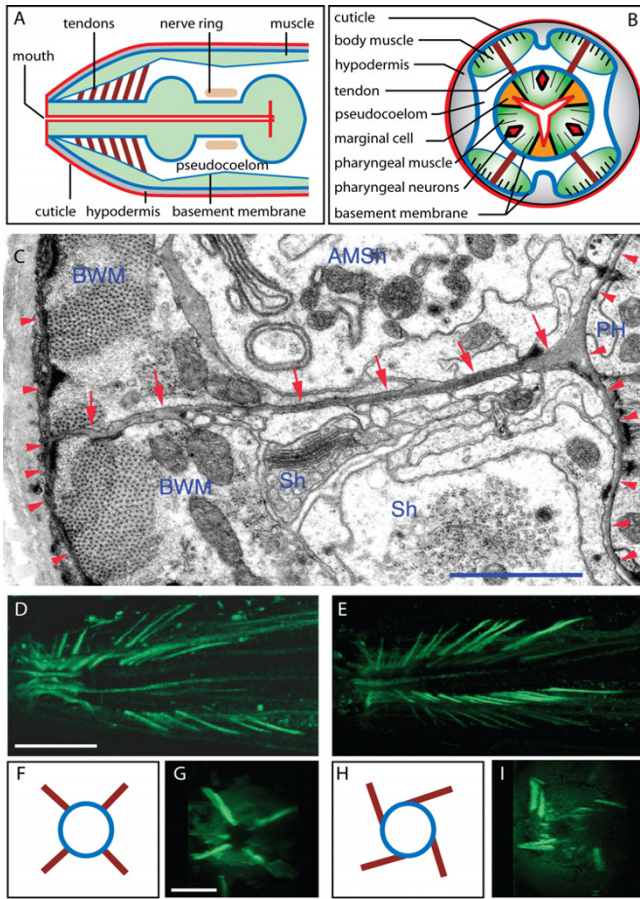 A
tendons
nerve ring
muscle
mouth
pseudocoelom
cuticle
hypodermis
basement membrane
B
cuticle
body muscle
hypodermis
tendon
pseudocoelom
marginal cell
pharyngeal muscle
pharyngeal neurons
basement membrane
C
BWM
AMSh
PH
BWM
Sh
Sh
D
E
F
G
H
I